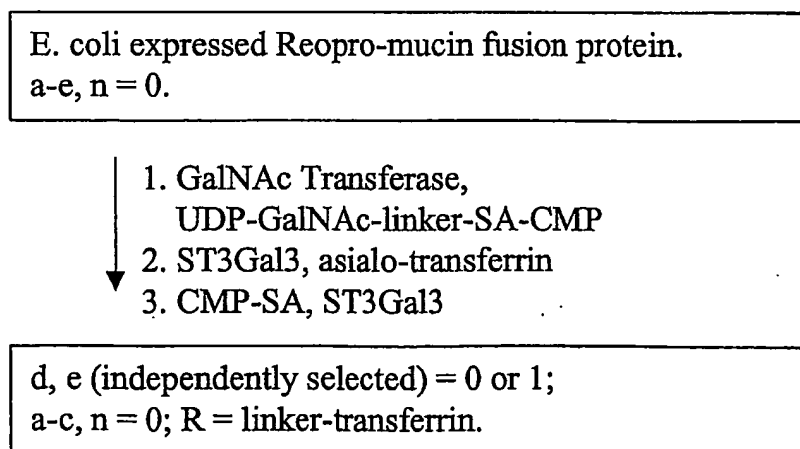 E. coli expressed Reopro-mucin fusion protein.
a-e, n = 0.
1. GalNAc Transferase,
UDP-GalNAc-linker-SA-CMP
2. ST3Gal3, asialo-transferrin
3. CMP-SA, ST3Gal3
d, e (independently selected) = 0 or 1;
a-c, n = 0; R = linker-transferrin.